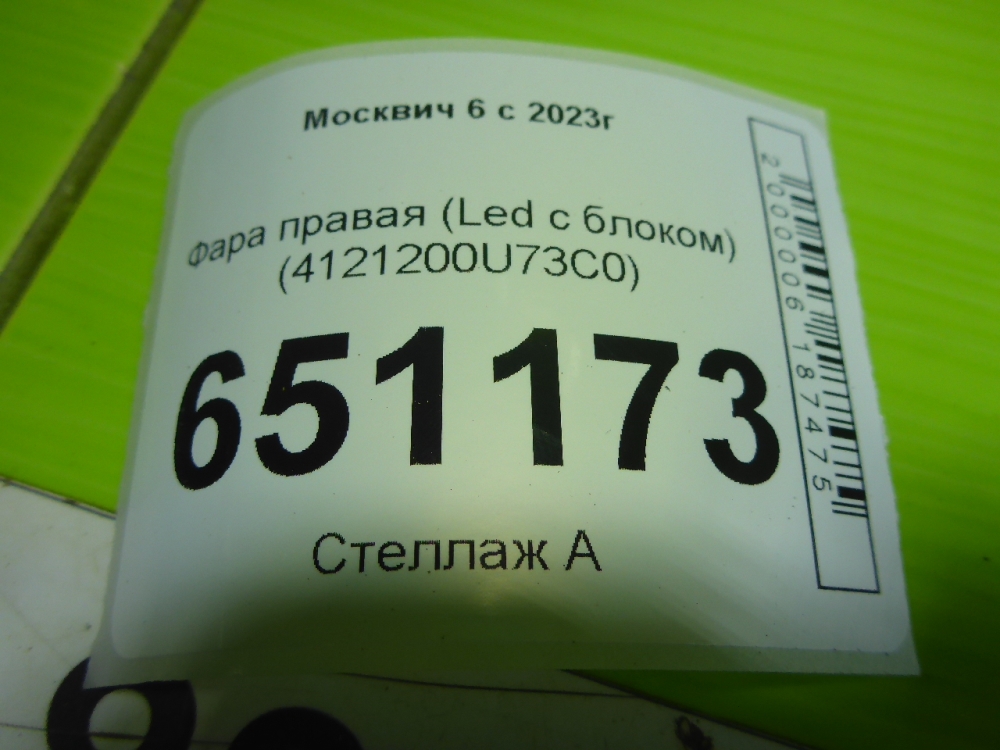 Москвич 6 с 2023г
Фара правая (Led с блоком)
(4121200U73C0)
651173
Стеллаж А
2000006187475